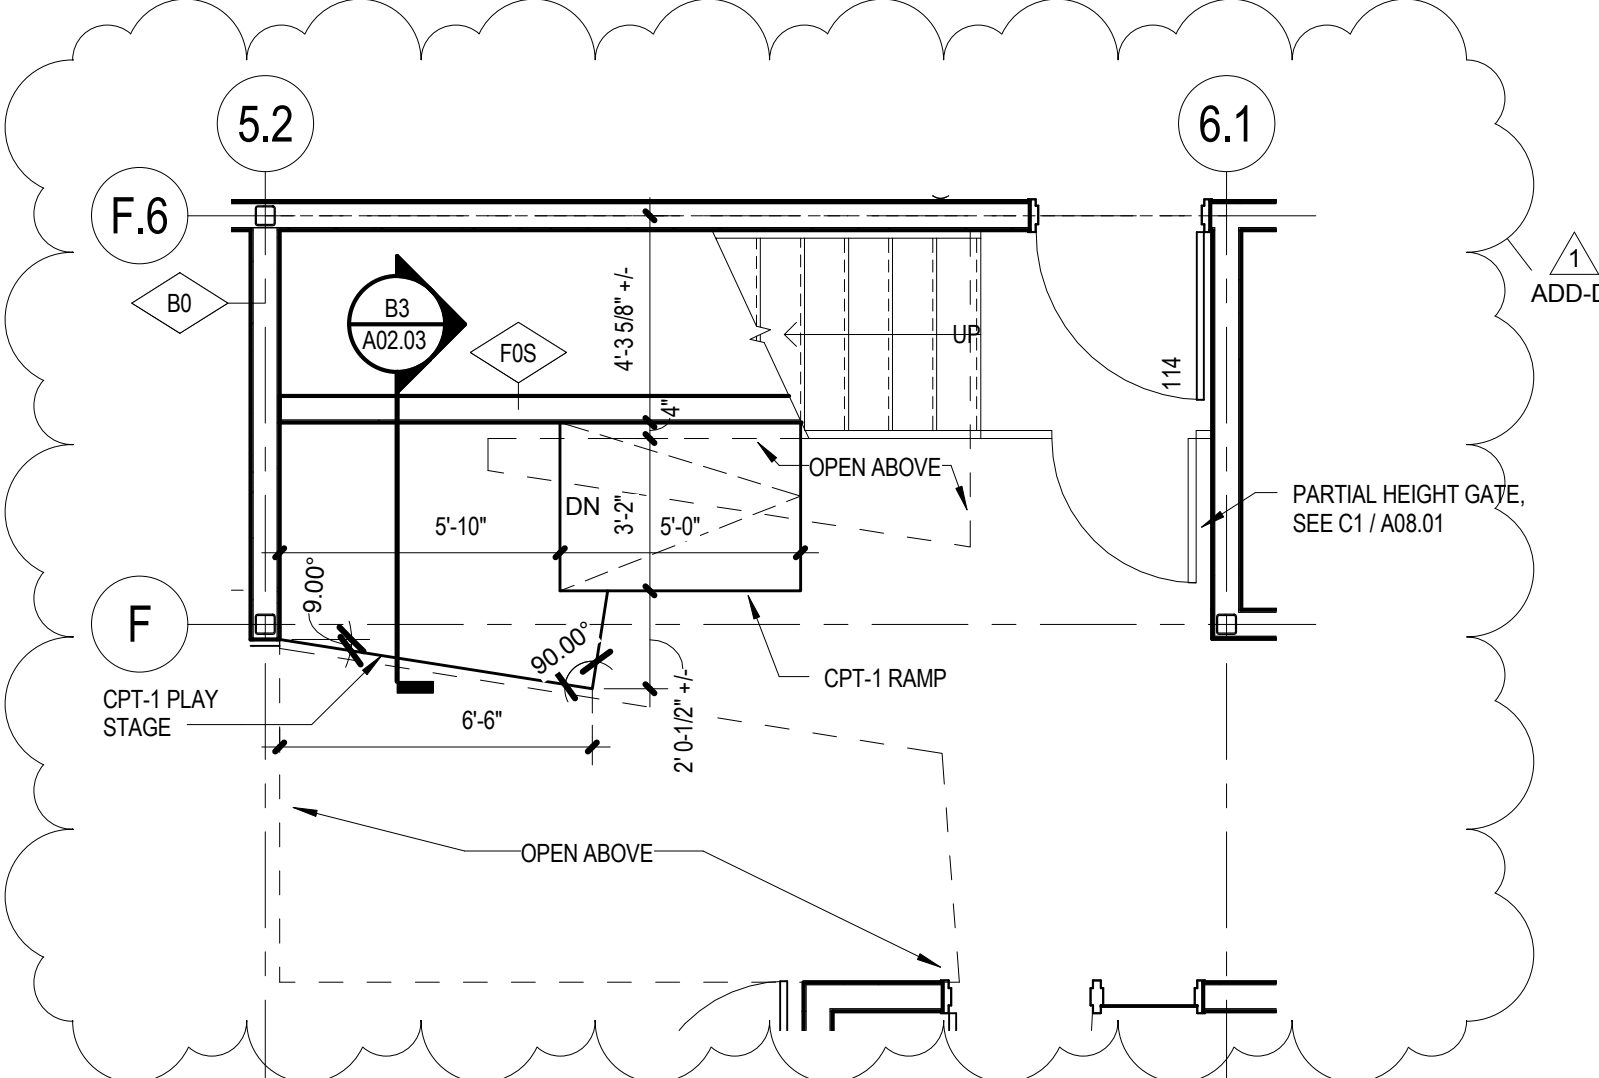 5.2
6.1
F.6
1
ADD-D
B0
B3
A02.03
F0S
4'-3 5/8" +/-
UP
114
4"
OPEN ABOVE
DN
3'-2"
5'-10"
5'-0"
PARTIAL HEIGHT GATE,
SEE C1 / A08.01
9.00°
F
90.00°
CPT-1 RAMP
CPT-1 PLAY
STAGE
6'-6"
2' 0-1/2" +/-
OPEN ABOVE